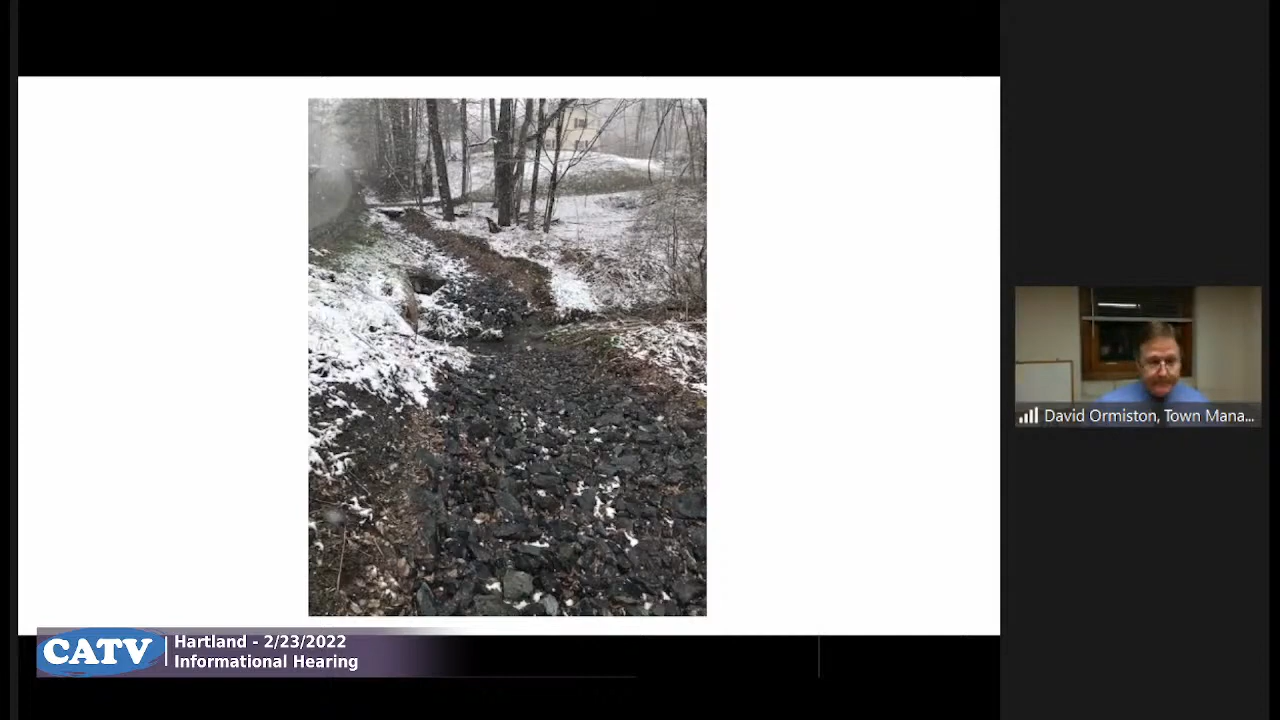 David Ormiston, Town Mana...
CATV
Hartland - 2/23/2022
Informational Hearing